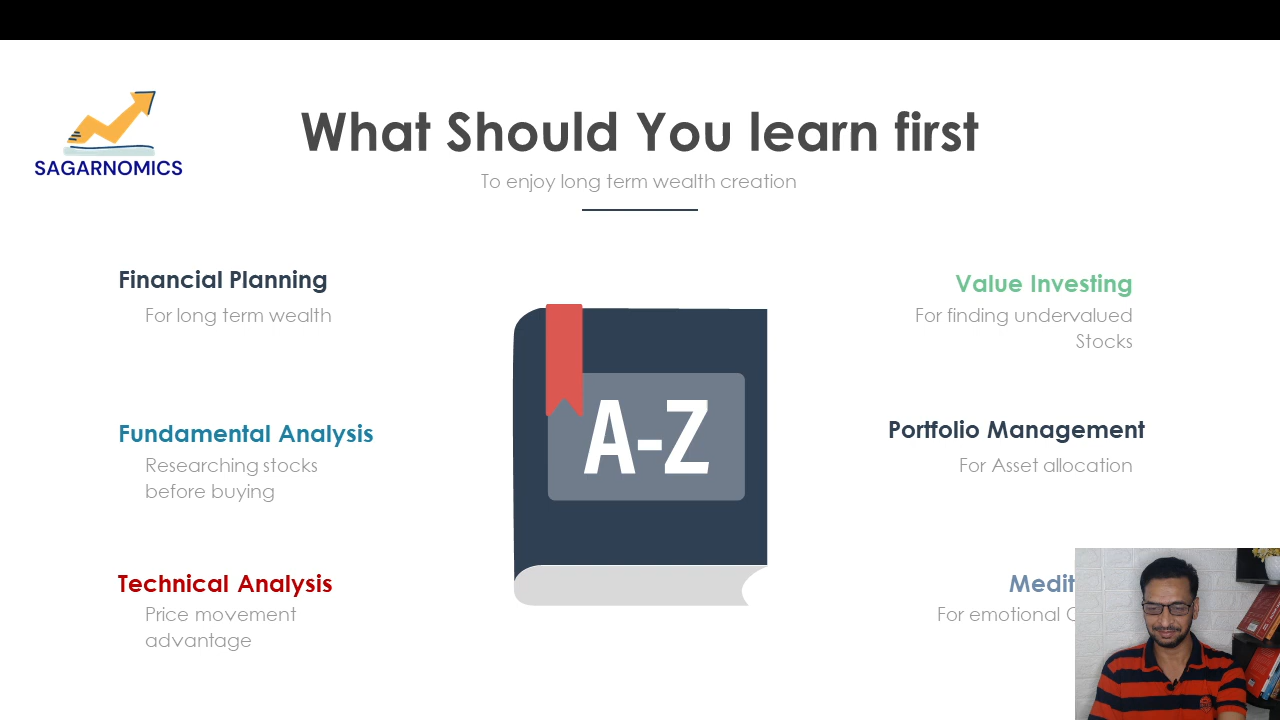 SAGARNOMICS
What Should You learn first
To enjoy long term wealth creation
Financial Planning
For long term wealth
Fundamental Analysis
Researching stocks
before buying
Technical Analysis
Price movement
advantage
A-Z
Value Investing
For finding undervalued
Stocks
Portfolio Management
For Asset allocation
Medit
For emotional